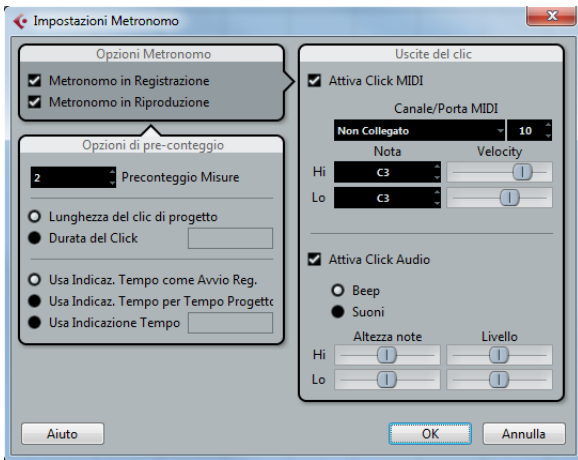 Impostazioni Metronomo
Opzioni Metronomo
Metronomo in Registrazione
Metronomo in Riproduzione
Opzioni di pre-conteggio
2 Preconteggio Misure
Lunghezza del clic di progetto
Durata del Click
Usa Indicaz. Tempo come Avvio Reg.
Usa Indicaz. Tempo per Tempo Progetto
Usa Indicazione Tempo
Uscite del clic
Attiva Click MIDI
Canale/Porta MIDI
Non Collegato 10
Nota Velocity
Hi C3
Lo C3
Attiva Click Audio
Beep
Suoni
Altezza note Livello
Hi
Lo
Aiuto OK Annulla